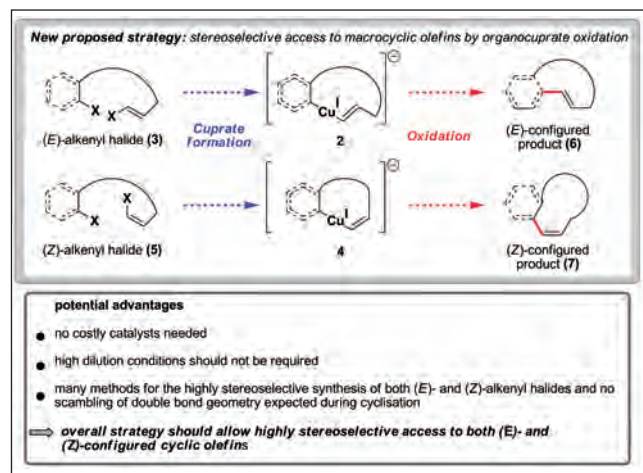 New proposed strategy: stereoselective access to macrocyclic olefins by organocuprate oxidation
X X
(E)-alkenyl halide (3)
Cuprate
formation
Cu I
⊖
2
Oxidation
(E)-configured
product (6)
X
X
(Z)-alkenyl halide (5)
Cu I
⊖
4
(Z)-configured
product (7)
potential advantages
● no costly catalysts needed
● high dilution conditions should not be required
● many methods for the highly stereoselective synthesis of both (E)- and (Z)-alkenyl halides and no
scambling of double bond geometry expected during cyclisation
⇨ overall strategy should allow highly stereoselective access to both (E)- and
(Z)-configured cyclic olefins